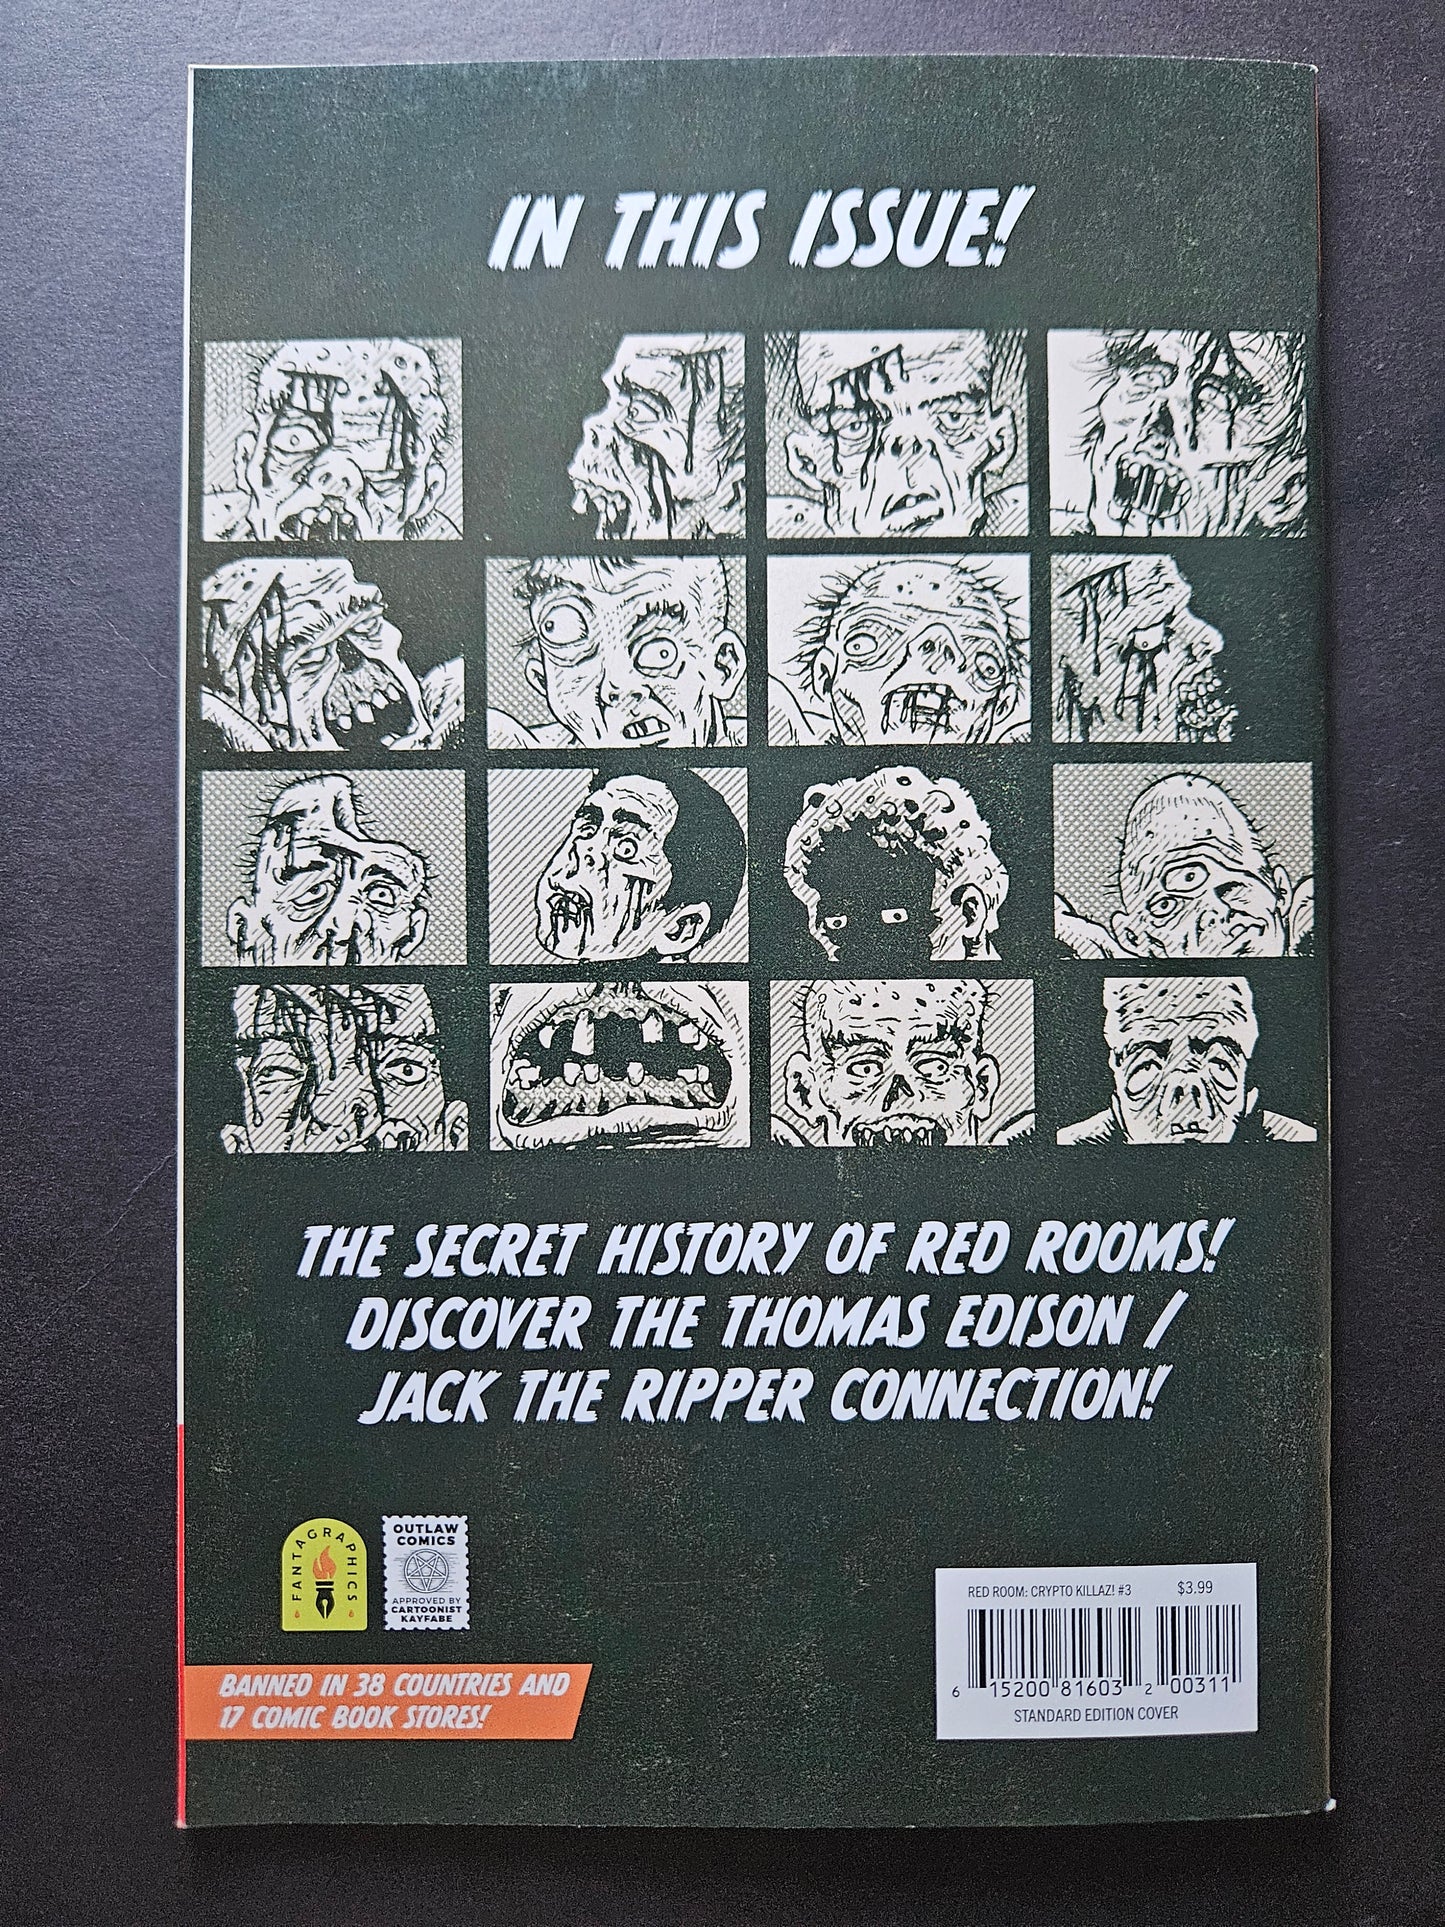 IN THIS ISSUE!
THE SECRET HISTORY OF RED ROOMS!
DISCOVER THE THOMAS EDISON /
JACK THE RIPPER CONNECTION!
FANTAGRAPHICS
OUTLAW
COMICS
APPROVED BY
CARTOONIST
KAYFABE
BANNED IN 38 COUNTRIES AND
17 COMIC BOOK STORES!
RED ROOM: CRYPTO KILLAZ! #3 $3.99
6 15200 81603 2 00311
STANDARD EDITION COVER